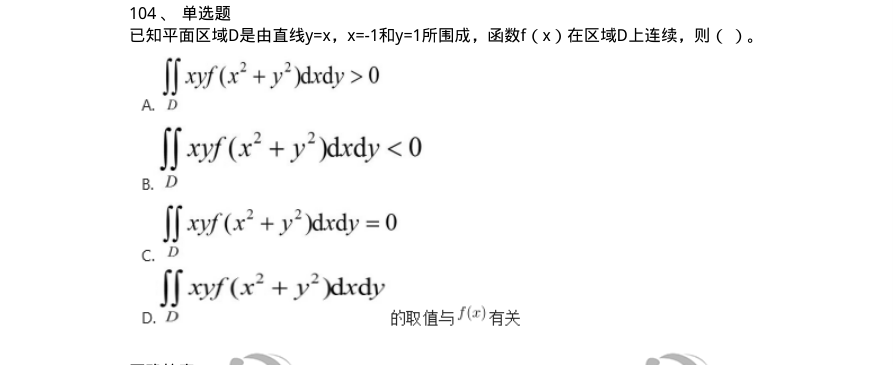 104 、 单选题
已知平面区域D是由直线y=x，x=-1和y=1所围成，函数f（x）在区域D上连续，则（ ）。
A. ∬_D xyf(x² + y²)dxdy > 0
B. ∬_D xyf(x² + y²)dxdy < 0
C. ∬_D xyf(x² + y²)dxdy = 0
D. ∬_D xyf(x² + y²)dxdy 的取值与 f(x) 有关